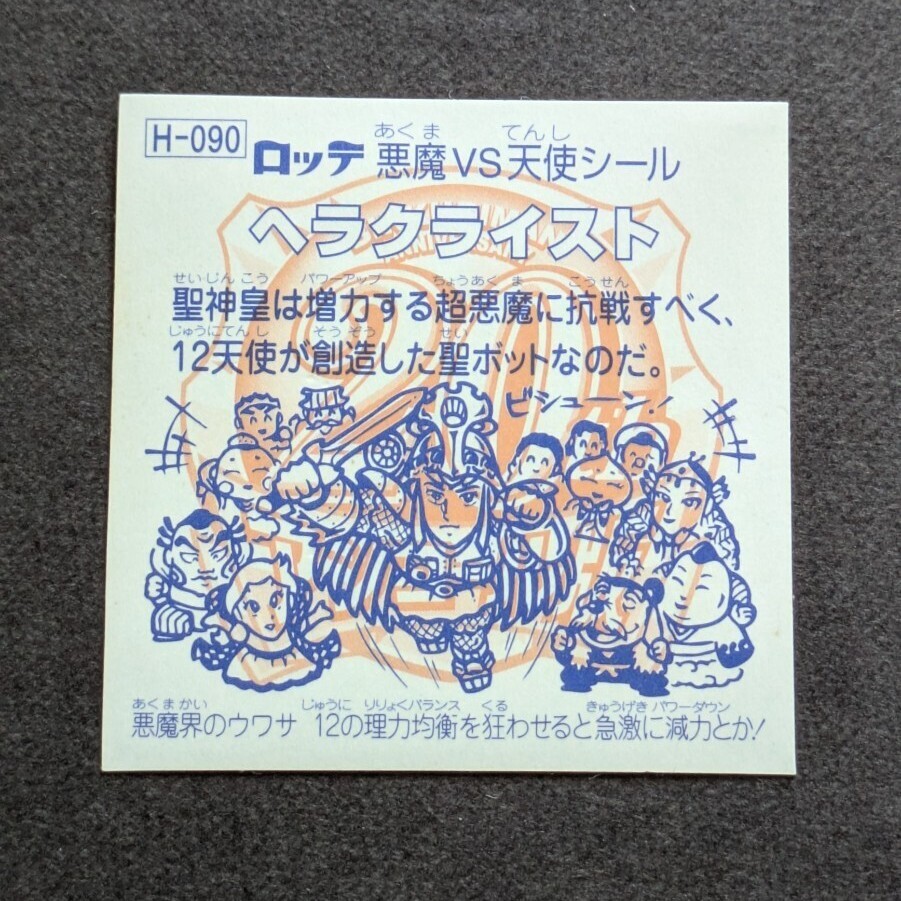 H-090
あくま てんし
ロッテ 悪魔VS天使シール
ヘラクライスト
せいじんこう パワーアップ ちょうあくま こうせん
聖神皇は増力する超悪魔に抗戦すべく、
じゅうにてんし そうぞう せい
12天使が創造した聖ボットなのだ。
ビシューン!
20th
あくまかい じゅうに りりょくバランス くる きゅうげき パワーダウン
悪魔界のウワサ 12の理力均衡を狂わせると急激に減力とか!